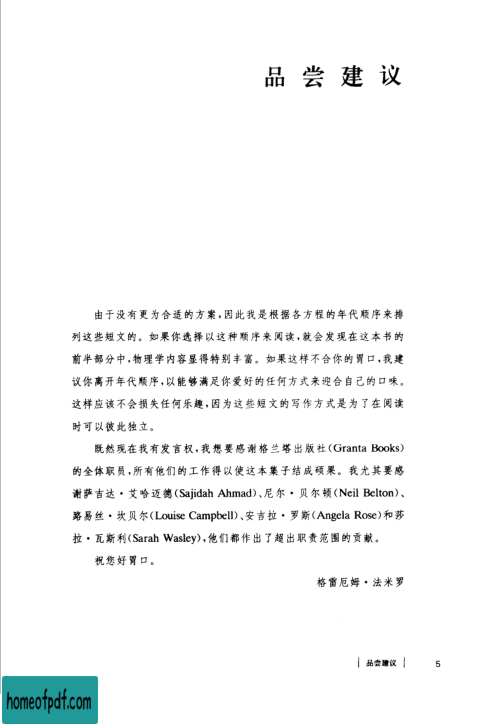 品尝建议
由于没有更为合适的方案,因此我是根据各方程的年代顺序来排
列这些短文的。如果你选择以这种顺序来阅读,就会发现在这本书的
前半部分中,物理学内容显得特别丰富。如果这样不合你的胃口,我建
议你离开年代顺序,以能够满足你爱好的任何方式来迎合自己的口味。
这样应该不会损失任何乐趣,因为这些短文的写作方式是为了在阅读
时可以彼此独立。
既然现在我有发言权,我想要感谢格兰塔出版社(Granta Books)
的全体职员,所有他们的工作得以使这本集子结成硕果。我尤其要感
谢萨吉达·艾哈迈德(Sajidah Ahmad)、尼尔·贝尔顿(Neil Belton)、
路易丝·坎贝尔(Louise Campbell)、安吉拉·罗斯(Angela Rose)和莎
拉·瓦斯利(Sarah Wasley),他们都作出了超出职责范围的贡献。
祝您好胃口。
格雷厄姆·法米罗
品尝建议 5
homeofpdf.com